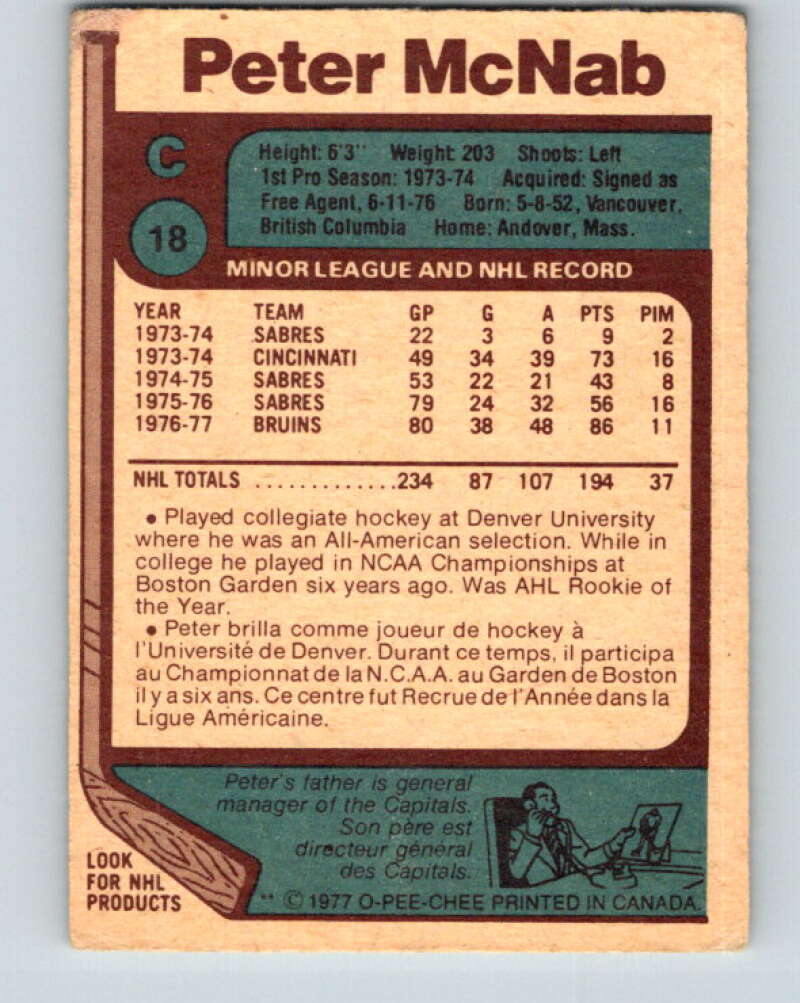 Peter McNab
C
18
Height: 6'3" Weight: 203 Shoots: Left
1st Pro Season: 1973-74 Acquired: Signed as
Free Agent, 6-11-76 Born: 5-8-52, Vancouver,
British Columbia Home: Andover, Mass.
MINOR LEAGUE AND NHL RECORD
YEAR TEAM GP G A PTS PIM
1973-74 SABRES 22 3 6 9 2
1973-74 CINCINNATI 49 34 39 73 16
1974-75 SABRES 53 22 21 43 8
1975-76 SABRES 79 24 32 56 16
1976-77 BRUINS 80 38 48 86 11
NHL TOTALS .............234 87 107 194 37
• Played collegiate hockey at Denver University
where he was an All-American selection. While in
college he played in NCAA Championships at
Boston Garden six years ago. Was AHL Rookie of
the Year.
• Peter brilla comme joueur de hockey à
l'Université de Denver. Durant ce temps, il participa
au Championnat de la N.C.A.A. au Garden de Boston
il y a six ans. Ce centre fut Recrue de l'Année dans la
Ligue Américaine.
Peter's father is general
manager of the Capitals.
Son père est
directeur général
des Capitals.
LOOK
FOR NHL
PRODUCTS
** © 1977 O-PEE-CHEE PRINTED IN CANADA.